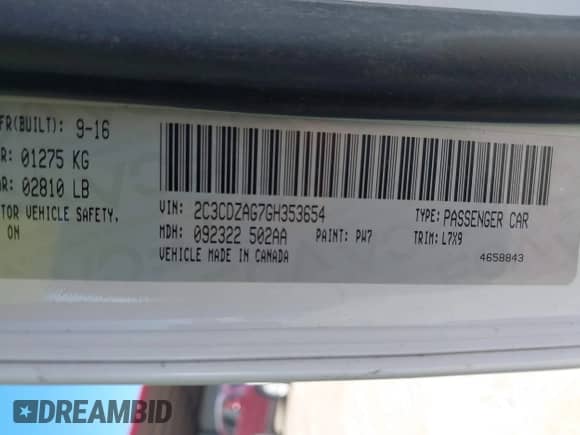 FR(BUILT): 9-16
R: 01275 KG
R: 02810 LB
TOR VEHICLE SAFETY.
ON
VIN: 2C3CDZAG7GH353654
TYPE: PASSENGER CAR
MDH: 092322 502AA
PAINT: PW7
TRIM: L7X9
VEHICLE MADE IN CANADA
4658843
DREAMBID